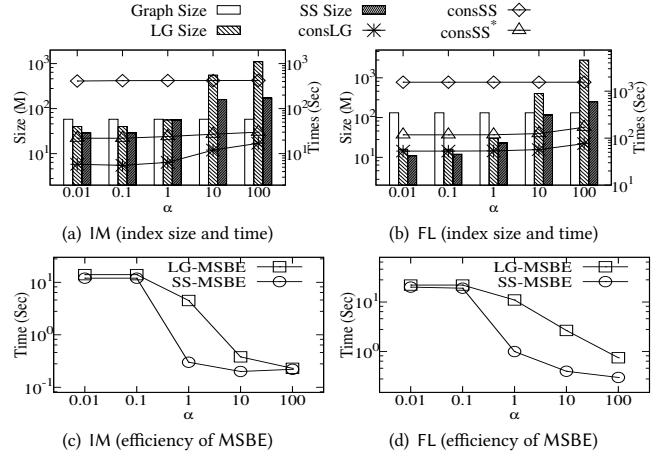 Graph Size SS Size consSS
LG Size consLG consSS*
Size (M)
10³
10²
10¹
0.01 0.1 1 10 100
α
10³
10²
10¹
Times (Sec)
Size (M)
10³
10²
10¹
0.01 0.1 1 10 100
α
10³
10²
10¹
Times (Sec)
(a) IM (index size and time) (b) FL (index size and time)
Time (Sec)
10¹
10⁰
10⁻¹
LG-MSBE
SS-MSBE
0.01 0.1 1 10 100
α
Time (Sec)
10¹
10⁰
LG-MSBE
SS-MSBE
0.01 0.1 1 10 100
α
(c) IM (efficiency of MSBE) (d) FL (efficiency of MSBE)